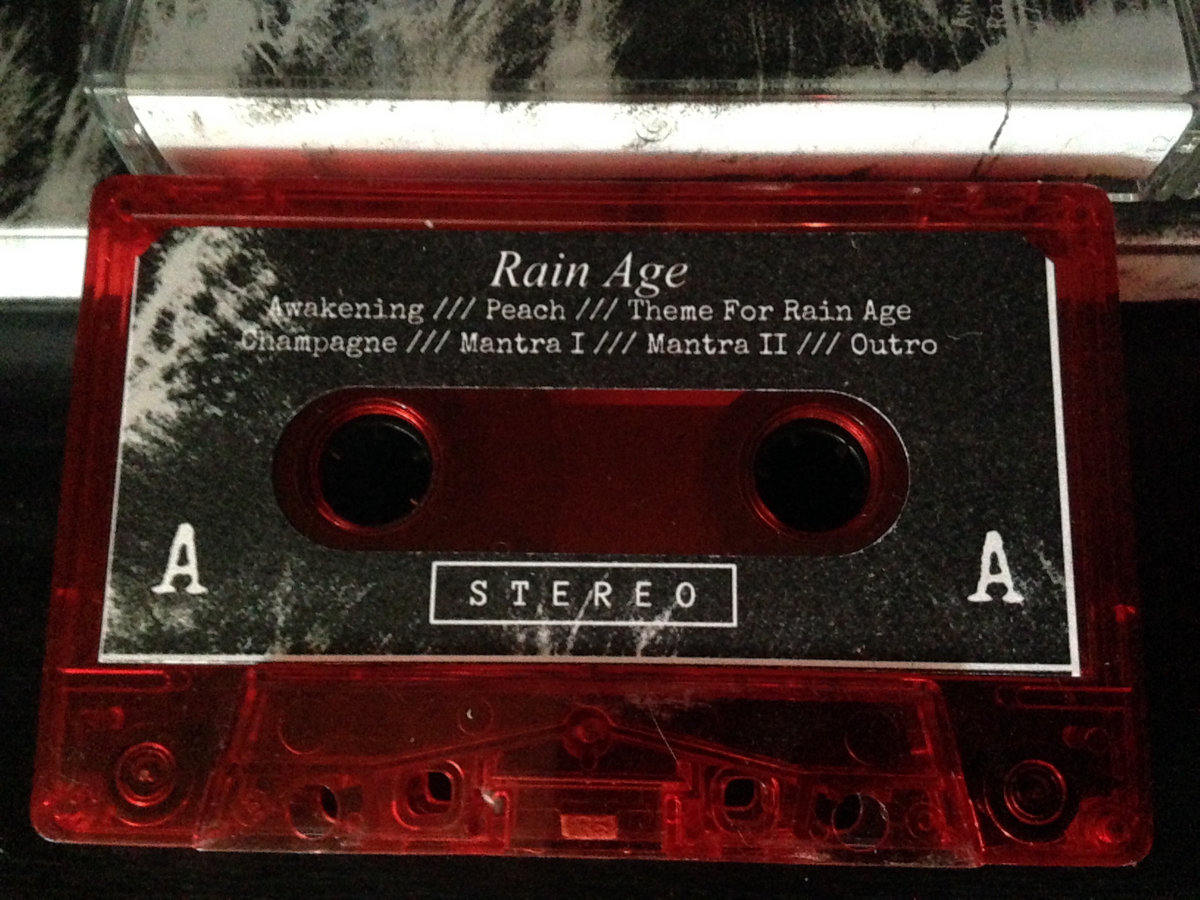 Rain Age
Awakening /// Peach /// Theme For Rain Age
Champagne /// Mantra I /// Mantra II /// Outro
A A
STEREO